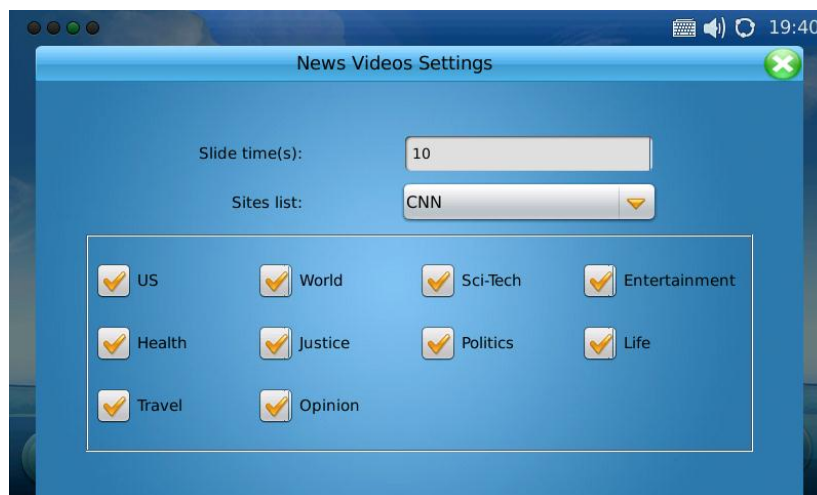 19:40
News Videos Settings
Slide time(s): 10
Sites list: CNN
US World Sci-Tech Entertainment
Health Justice Politics Life
Travel Opinion